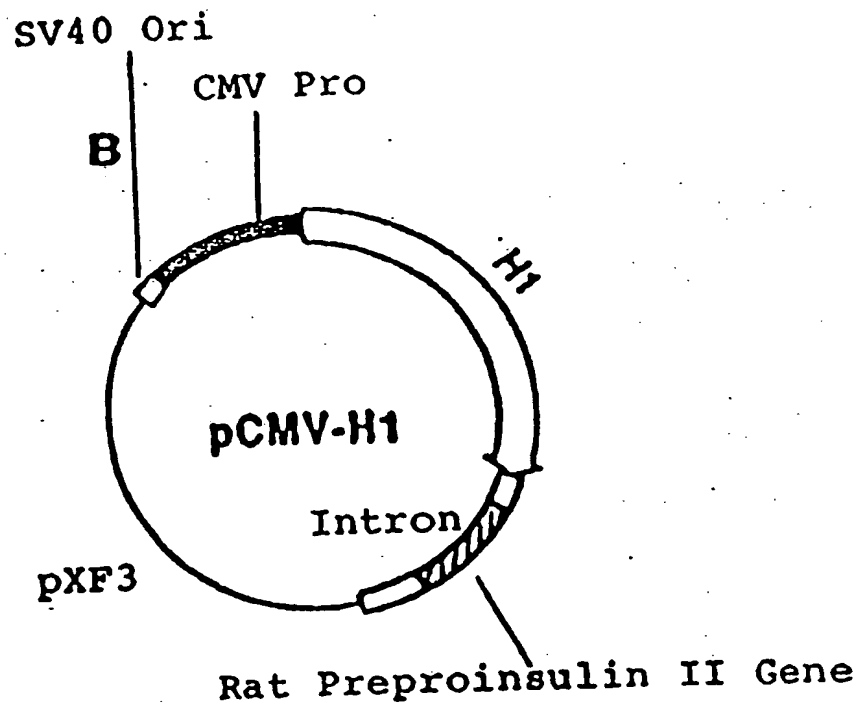 SV40 Ori
CMV Pro
B
H1
pCMV-H1
Intron
pXF3
Rat Preproinsulin II Gene